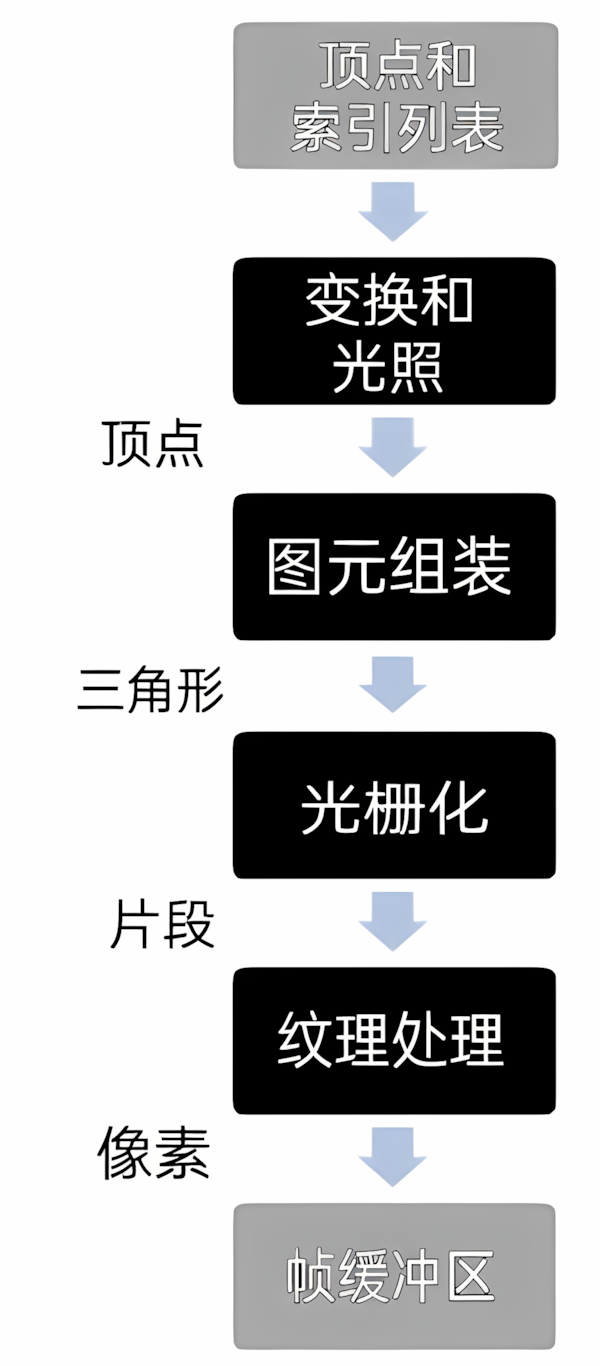 顶点和
索引列表
变换和
光照
顶点
图元组装
三角形
光栅化
片段
纹理处理
像素
帧缓冲区